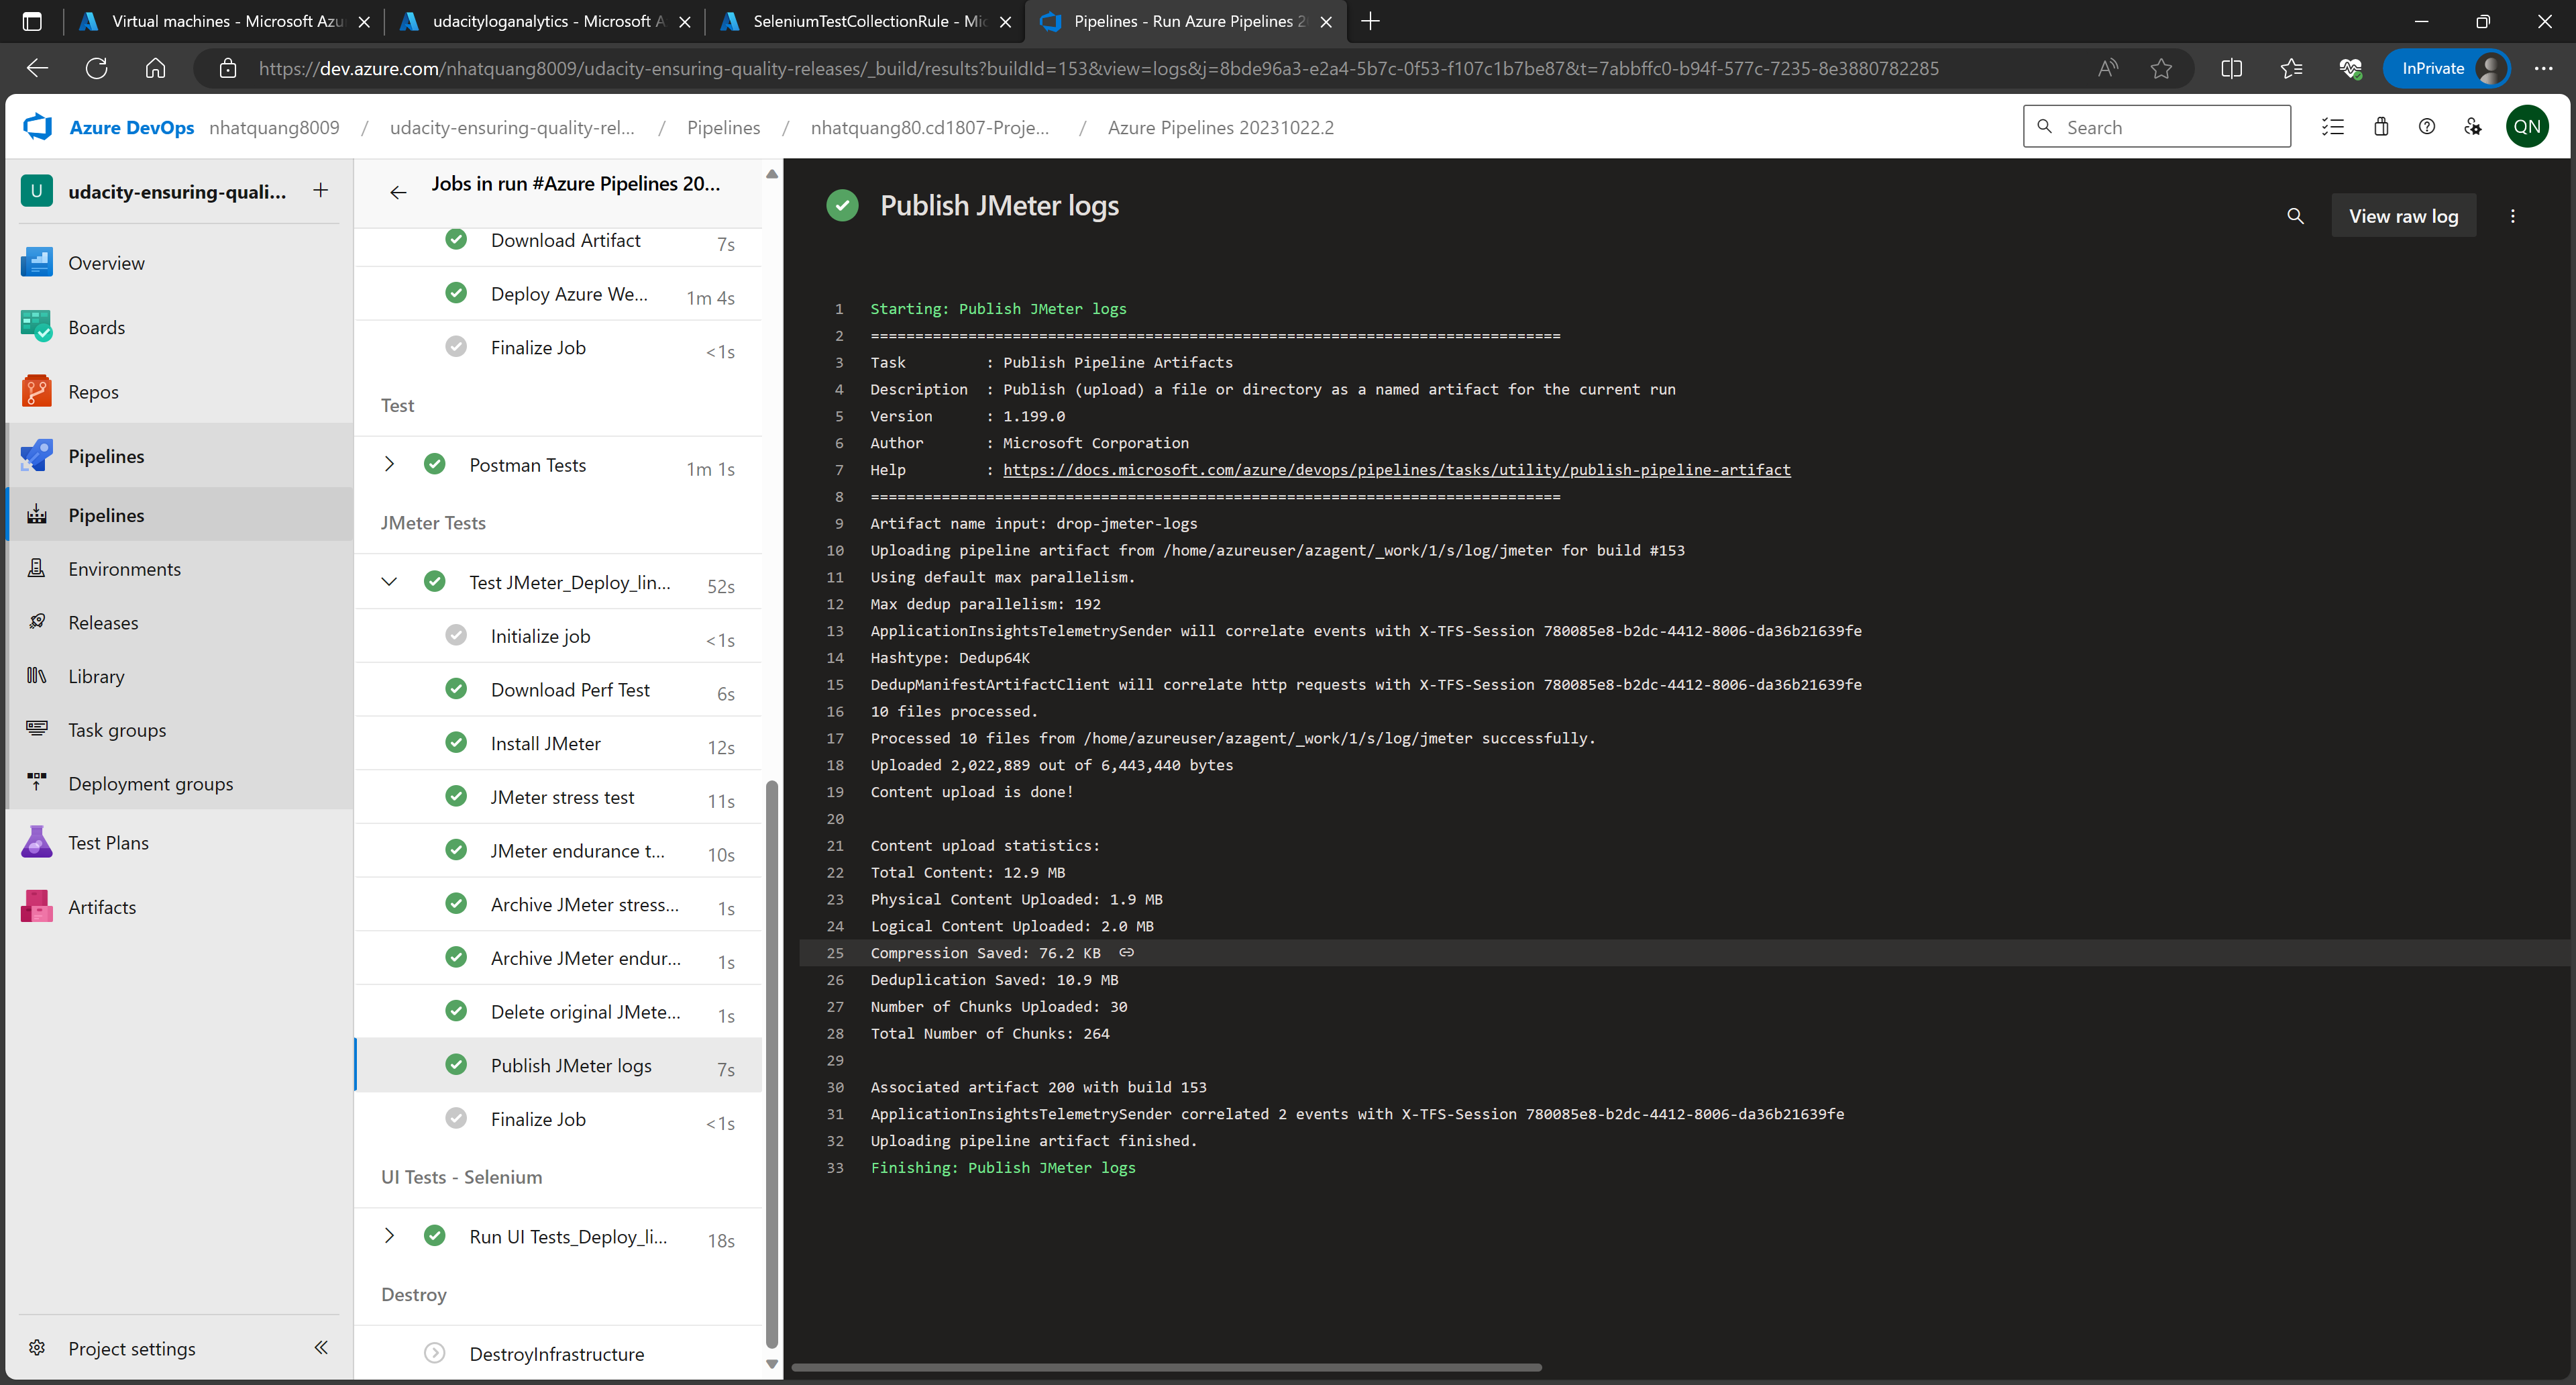 Virtual machines - Microsoft Azu
udacityloganalytics - Microsoft A
SeleniumTestCollectionRule - Mic
Pipelines - Run Azure Pipelines 2
https://dev.azure.com/nhatquang8009/udacity-ensuring-quality-releases/_build/results?buildId=153&view=logs&j=8bde96a3-e2a4-5b7c-0f53-f107c1b7be87&t=7abbffc0-b94f-577c-7235-8e3880782285
InPrivate
Azure DevOps nhatquang8009 / udacity-ensuring-quality-rel... / Pipelines / nhatquang80.cd1807-Proje... / Azure Pipelines 20231022.2
Search
QN
U udacity-ensuring-quali... +
Overview
Boards
Repos
Pipelines
Pipelines
Environments
Releases
Library
Task groups
Deployment groups
Test Plans
Artifacts
Project settings
Jobs in run #Azure Pipelines 20...
Download Artifact 7s
Deploy Azure We... 1m 4s
Finalize Job <1s
Test
Postman Tests 1m 1s
JMeter Tests
Test JMeter_Deploy_lin... 52s
Initialize job <1s
Download Perf Test 6s
Install JMeter 12s
JMeter stress test 11s
JMeter endurance t... 10s
Archive JMeter stress... 1s
Archive JMeter endur... 1s
Delete original JMete... 1s
Publish JMeter logs 7s
Finalize Job <1s
UI Tests - Selenium
Run UI Tests_Deploy_li... 18s
Destroy
DestroyInfrastructure
Publish JMeter logs
View raw log
1 Starting: Publish JMeter logs
2 ==============================================================================
3 Task : Publish Pipeline Artifacts
4 Description : Publish (upload) a file or directory as a named artifact for the current run
5 Version : 1.199.0
6 Author : Microsoft Corporation
7 Help : https://docs.microsoft.com/azure/devops/pipelines/tasks/utility/publish-pipeline-artifact
8 ==============================================================================
9 Artifact name input: drop-jmeter-logs
10 Uploading pipeline artifact from /home/azureuser/azagent/_work/1/s/log/jmeter for build #153
11 Using default max parallelism.
12 Max dedup parallelism: 192
13 ApplicationInsightsTelemetrySender will correlate events with X-TFS-Session 780085e8-b2dc-4412-8006-da36b21639fe
14 Hashtype: Dedup64K
15 DedupManifestArtifactClient will correlate http requests with X-TFS-Session 780085e8-b2dc-4412-8006-da36b21639fe
16 10 files processed.
17 Processed 10 files from /home/azureuser/azagent/_work/1/s/log/jmeter successfully.
18 Uploaded 2,022,889 out of 6,443,440 bytes
19 Content upload is done!
20
21 Content upload statistics:
22 Total Content: 12.9 MB
23 Physical Content Uploaded: 1.9 MB
24 Logical Content Uploaded: 2.0 MB
25 Compression Saved: 76.2 KB
26 Deduplication Saved: 10.9 MB
27 Number of Chunks Uploaded: 30
28 Total Number of Chunks: 264
29
30 Associated artifact 200 with build 153
31 ApplicationInsightsTelemetrySender correlated 2 events with X-TFS-Session 780085e8-b2dc-4412-8006-da36b21639fe
32 Uploading pipeline artifact finished.
33 Finishing: Publish JMeter logs